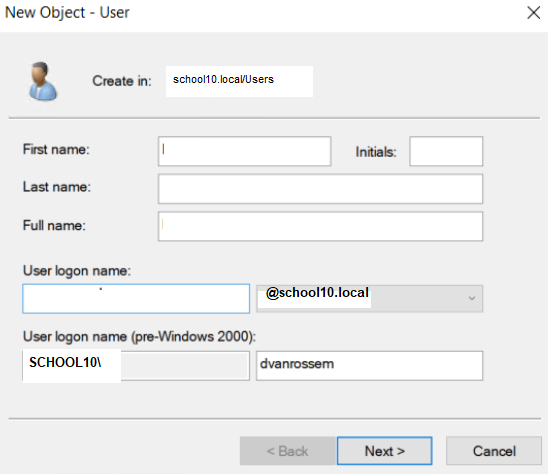 New Object - User
Create in: school10.local/Users
First name: Initials:
Last name:
Full name:
User logon name:
@school10.local
User logon name (pre-Windows 2000):
SCHOOL10\ dvanrossem
< Back Next > Cancel